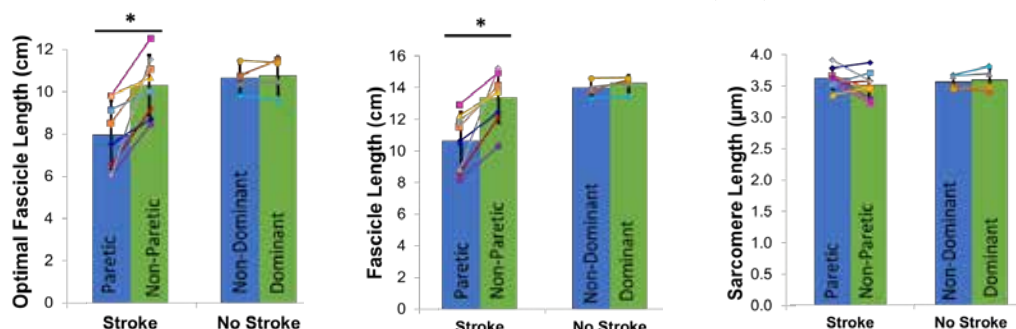 *
Optimal Fascicle Length (cm)
12
10
8
6
4
2
0
Paretic
Non-Paretic
Non-Dominant
Dominant
Stroke
No Stroke
*
Fascicle Length (cm)
16
14
12
10
8
6
4
2
0
Paretic
Non-Paretic
Non-Dominant
Dominant
Stroke
No Stroke
Sarcomere Length (µm)
4.0
3.5
3.0
2.5
2.0
1.5
1.0
0.5
0.0
Paretic
Non-Paretic
Non-Dominant
Dominant
Stroke
No Stroke